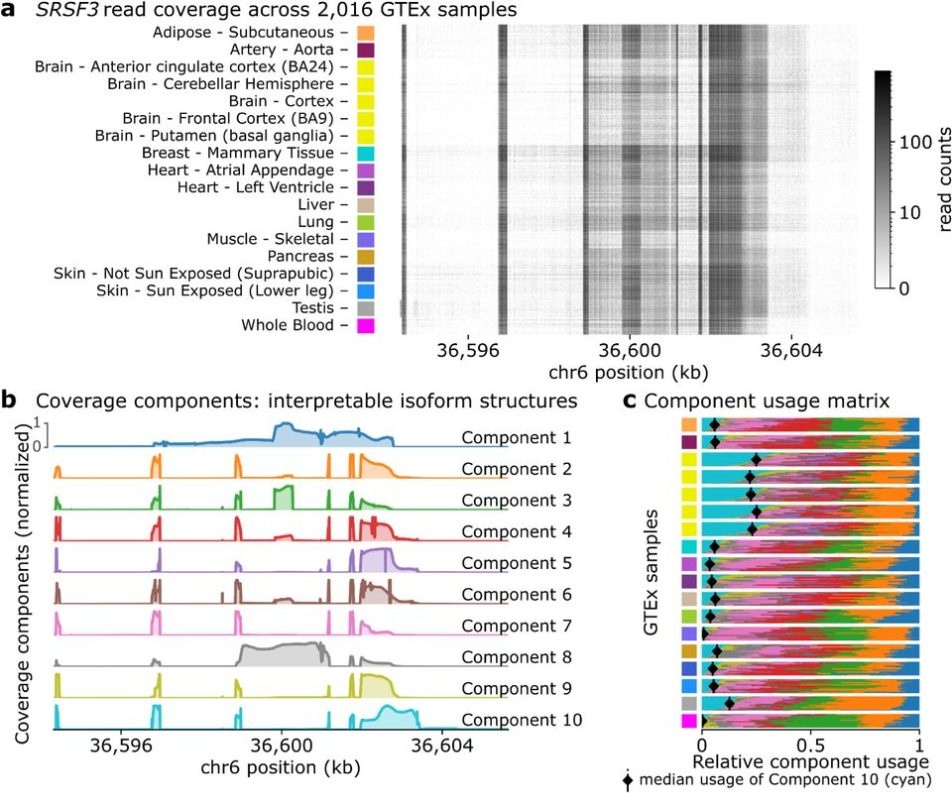 a SRSF3 read coverage across 2,016 GTEx samples
Adipose - Subcutaneous
Artery - Aorta
Brain - Anterior cingulate cortex (BA24)
Brain - Cerebellar Hemisphere
Brain - Cortex
Brain - Frontal Cortex (BA9)
Brain - Putamen (basal ganglia)
Breast - Mammary Tissue
Heart - Atrial Appendage
Heart - Left Ventricle
Liver
Lung
Muscle - Skeletal
Pancreas
Skin - Not Sun Exposed (Suprapubic)
Skin - Sun Exposed (Lower leg)
Testis
Whole Blood
36,596 36,600 36,604
chr6 position (kb)
100
10
0
read counts
b Coverage components: interpretable isoform structures
Coverage components (normalized)
1
0
Component 1
Component 2
Component 3
Component 4
Component 5
Component 6
Component 7
Component 8
Component 9
Component 10
36,596 36,600 36,604
chr6 position (kb)
c Component usage matrix
GTEx samples
0 0.5 1
Relative component usage
median usage of Component 10 (cyan)